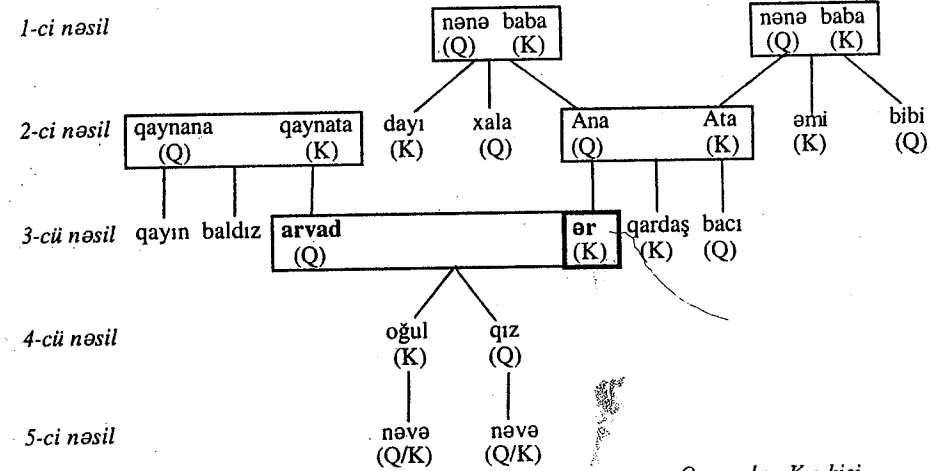 1-ci nəsil nənə baba nənə baba
(Q) (K) (Q) (K)
2-ci nəsil qaynana qaynata dayı xala Ana Ata əmi bibi
(Q) (K) (K) (Q) (Q) (K) (K) (Q)
3-cü nəsil qayın baldız arvad ər qardaş bacı
(Q) (K) (K) (Q)
4-cü nəsil oğul qız
(K) (Q)
5-ci nəsil nəvə nəvə
(Q/K) (Q/K)